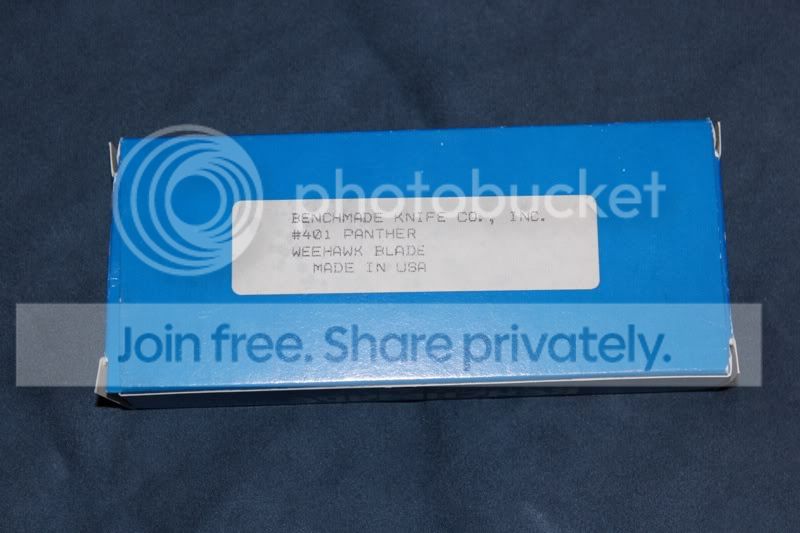 photobucket
BENCHMADE KNIFE CO., INC.
#401 PANTHER
WEEHAWK BLADE
MADE IN USA
Join free. Share privately.